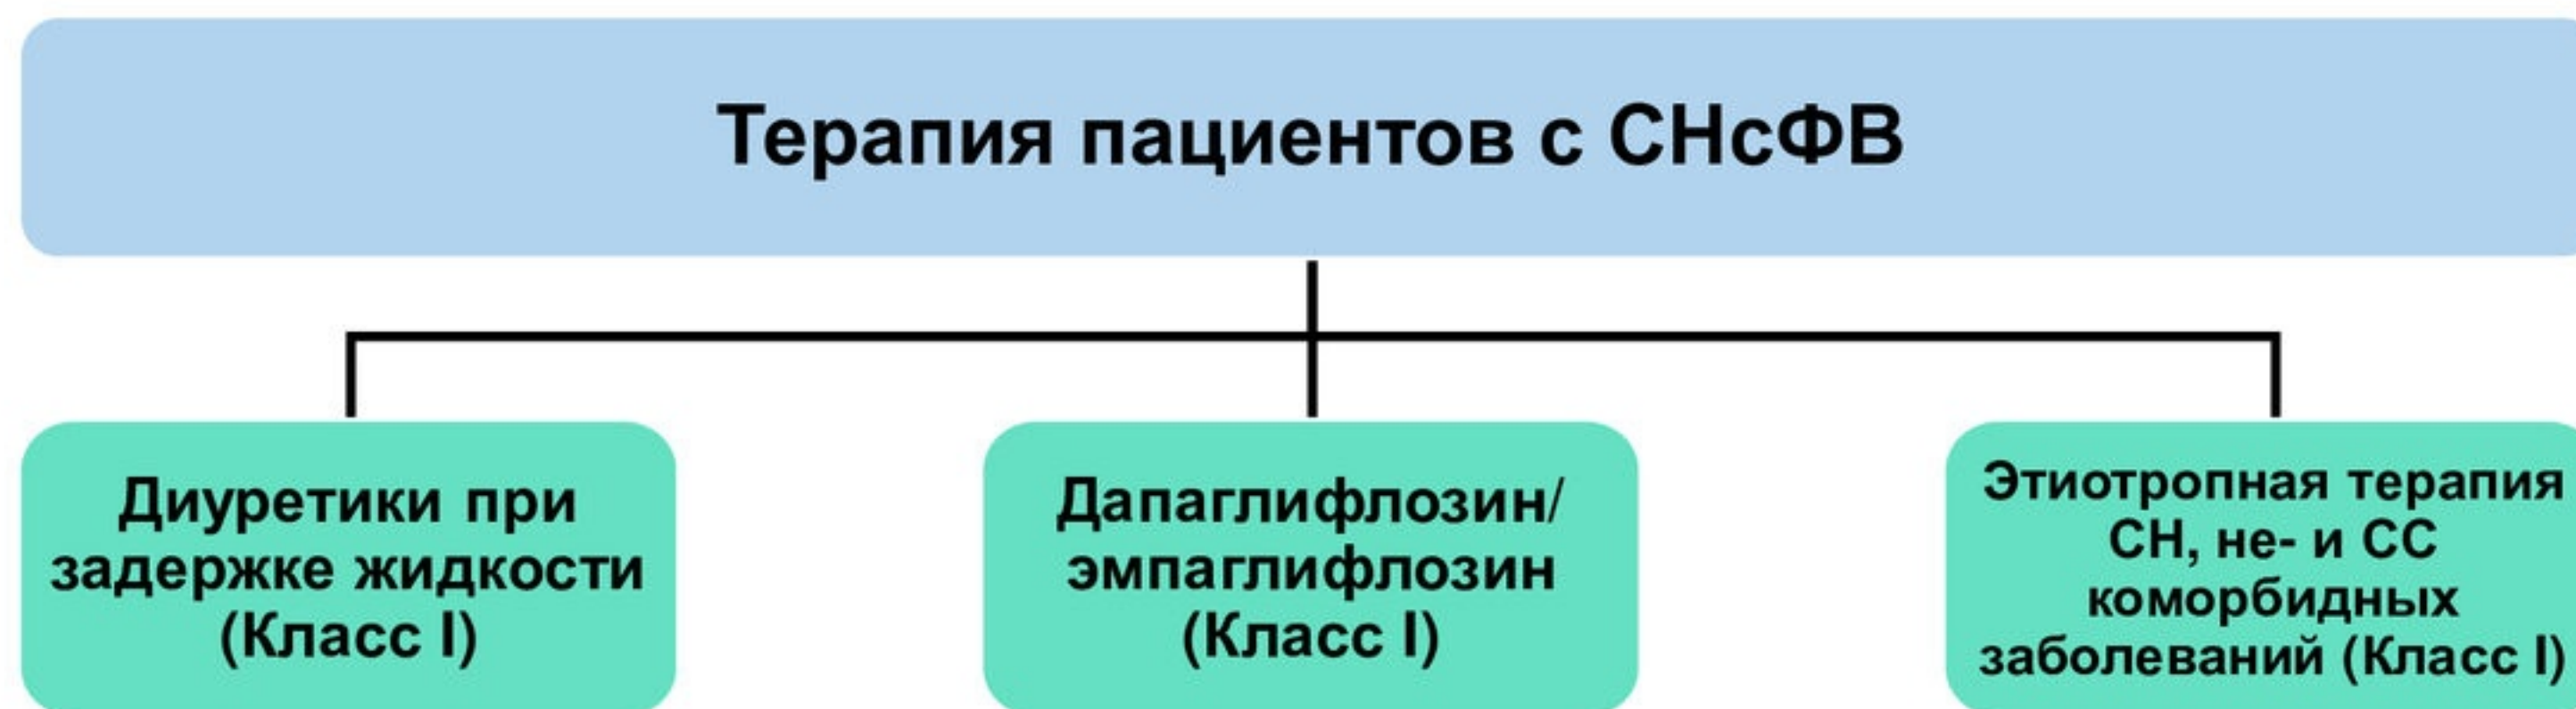 Терапия пациентов с СНсФВ
Диуретики при
задержке жидкости
(Класс I)
Дапаглифлозин/
эмпаглифлозин
(Класс I)
Этиотропная терапия
СН, не- и СС
коморбидных
заболеваний (Класс I)